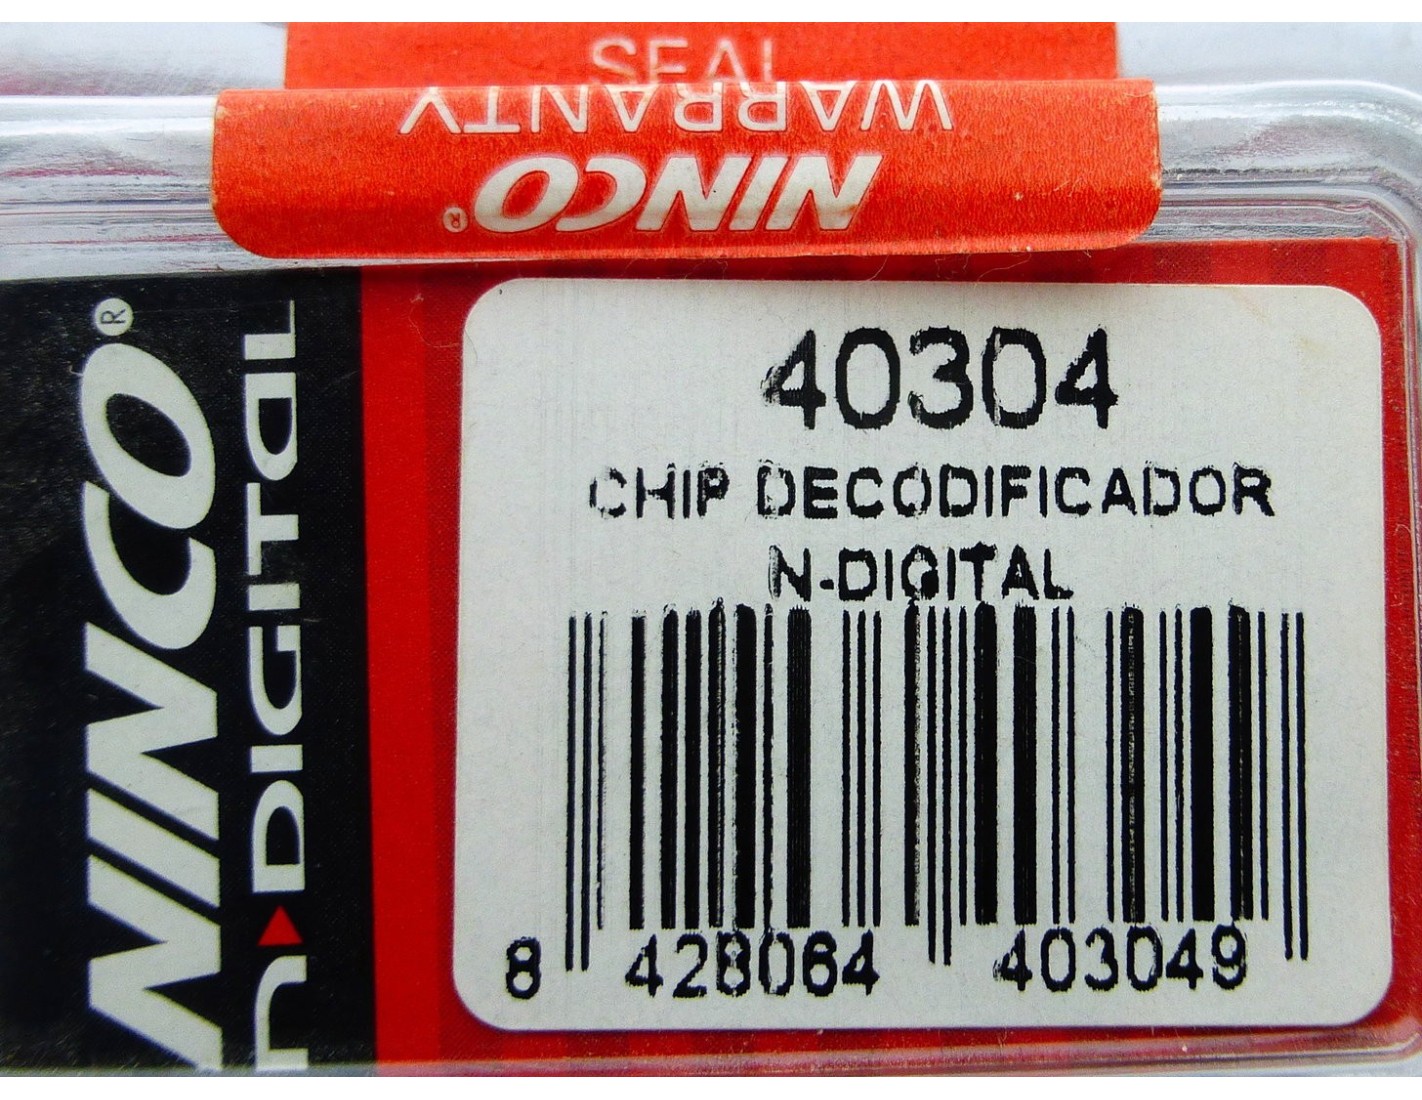 SEAL
WARRANTY
NINCO®
NINCO®
n DIGITAL
40304
CHIP DECODIFICADOR
N-DIGITAL
8 428064 403049